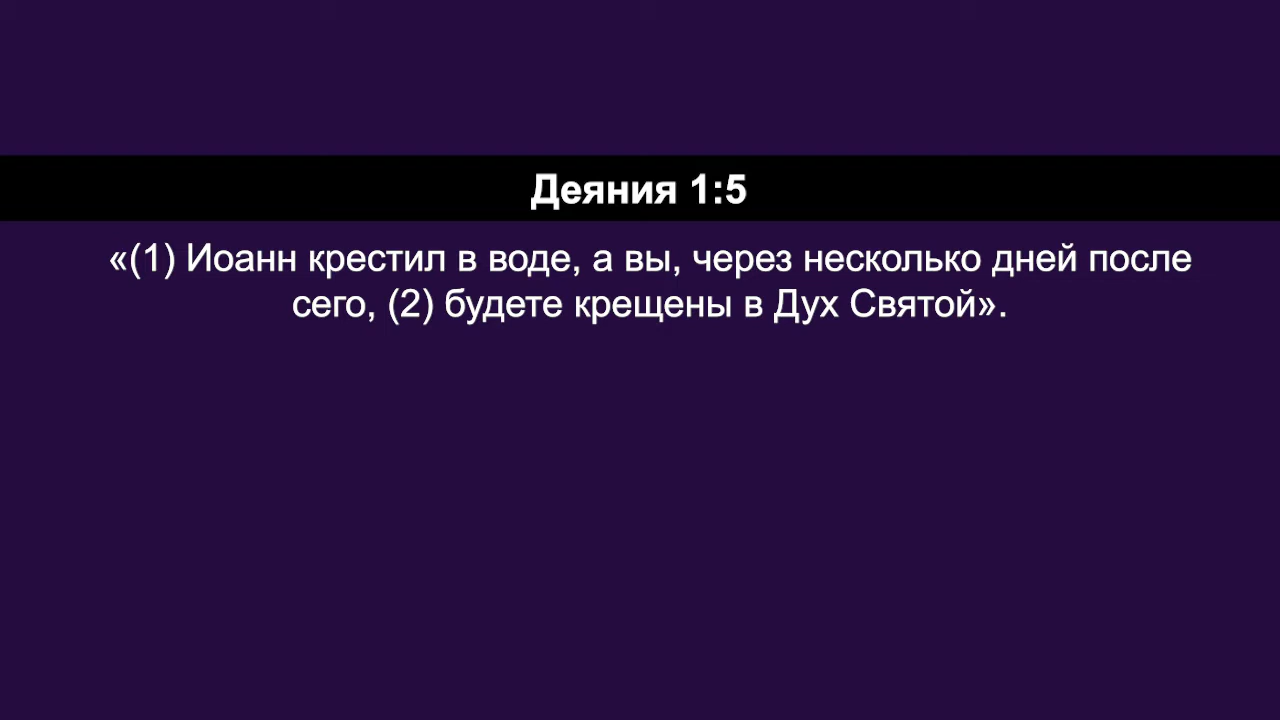 Деяния 1:5
«(1) Иоанн крестил в воде, а вы, через несколько дней после
сего, (2) будете крещены в Дух Святой».